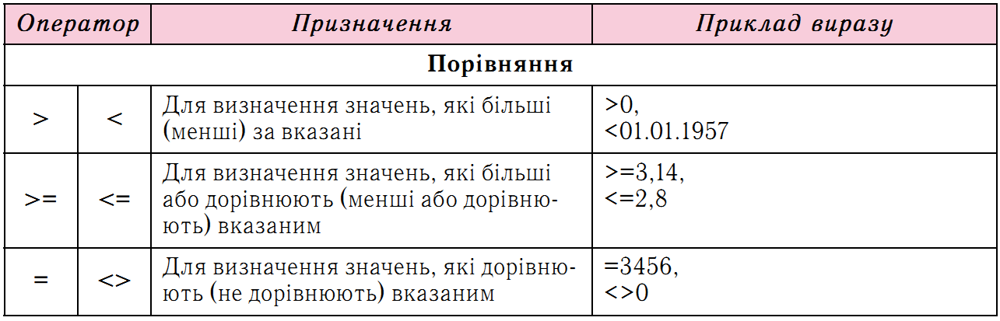 Оператор Призначення Приклад виразу
Порівняння
> < Для визначення значень, які більші
(менші) за вказані
>0,
<01.01.1957
>= <= Для визначення значень, які більші
або дорівнюють (менші або дорівню-
ють) вказаним
>=3,14,
<=2,8
= <> Для визначення значень, які дорівню-
ють (не дорівнюють) вказаним
=3456,
<>0